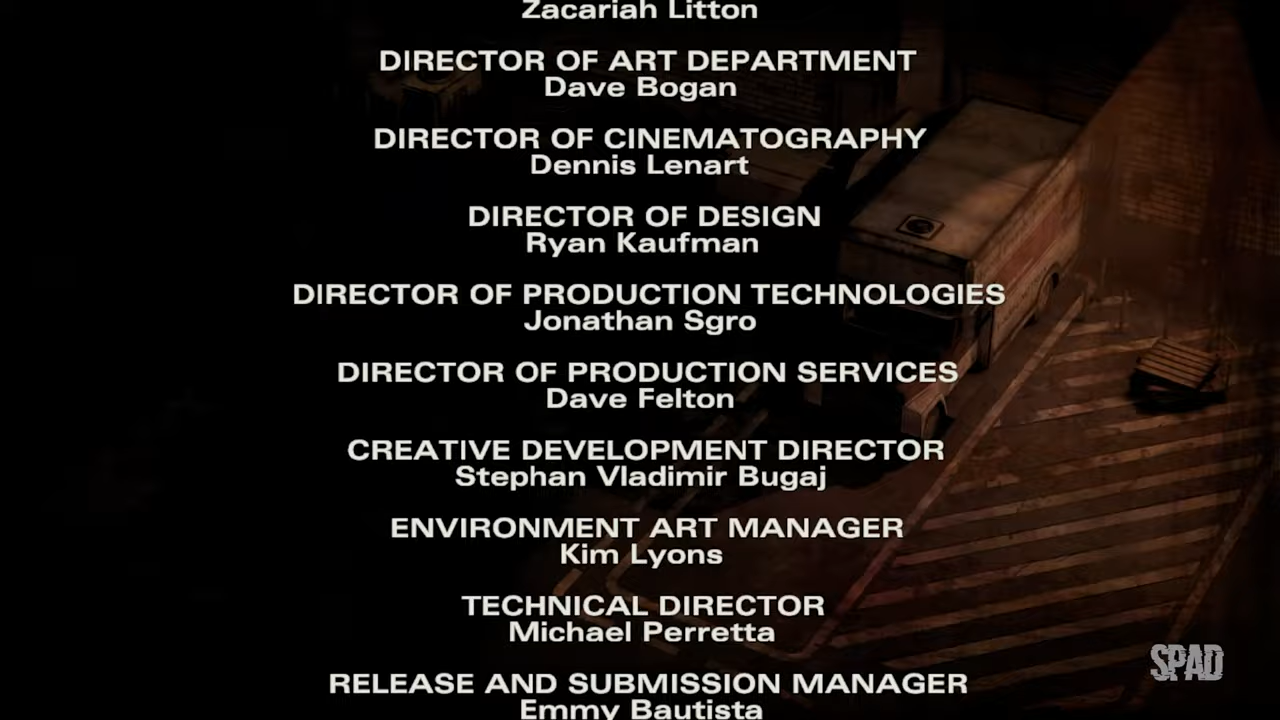 Zacariah Litton
DIRECTOR OF ART DEPARTMENT
Dave Bogan
DIRECTOR OF CINEMATOGRAPHY
Dennis Lenart
DIRECTOR OF DESIGN
Ryan Kaufman
DIRECTOR OF PRODUCTION TECHNOLOGIES
Jonathan Sgro
DIRECTOR OF PRODUCTION SERVICES
Dave Felton
CREATIVE DEVELOPMENT DIRECTOR
Stephan Vladimir Bugaj
ENVIRONMENT ART MANAGER
Kim Lyons
TECHNICAL DIRECTOR
Michael Perretta
SPAD
RELEASE AND SUBMISSION MANAGER
Emmy Bautista